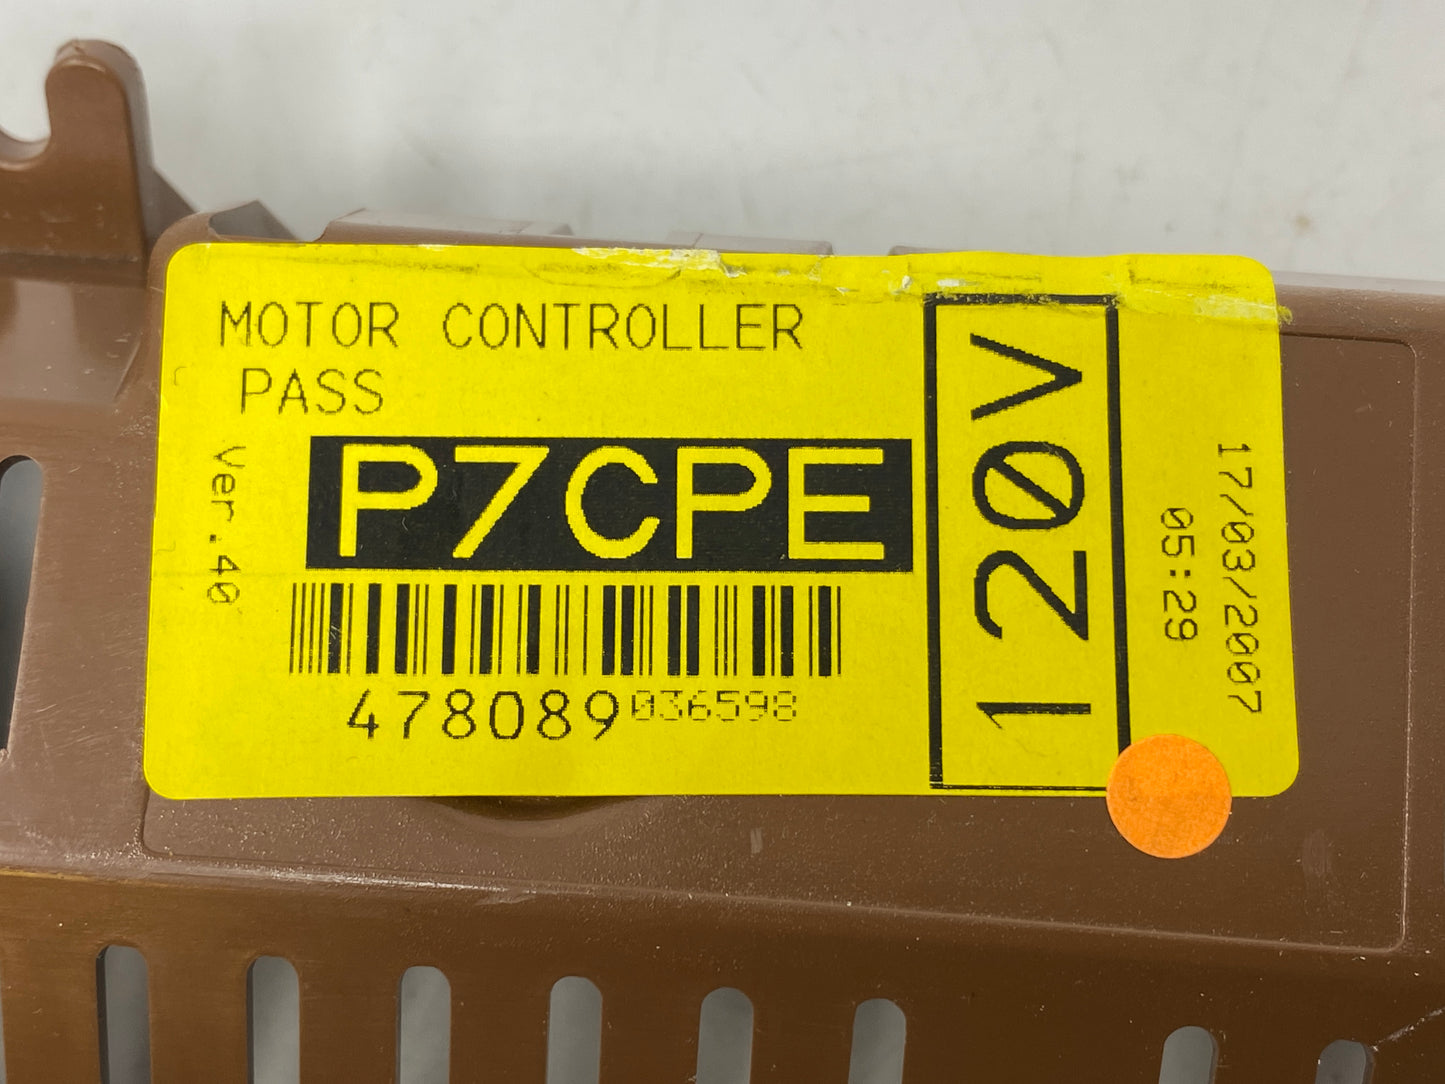 MOTOR CONTROLLER
PASS
Ver.40
P7CPE
478089036598
120V
17/03/2007
05:29